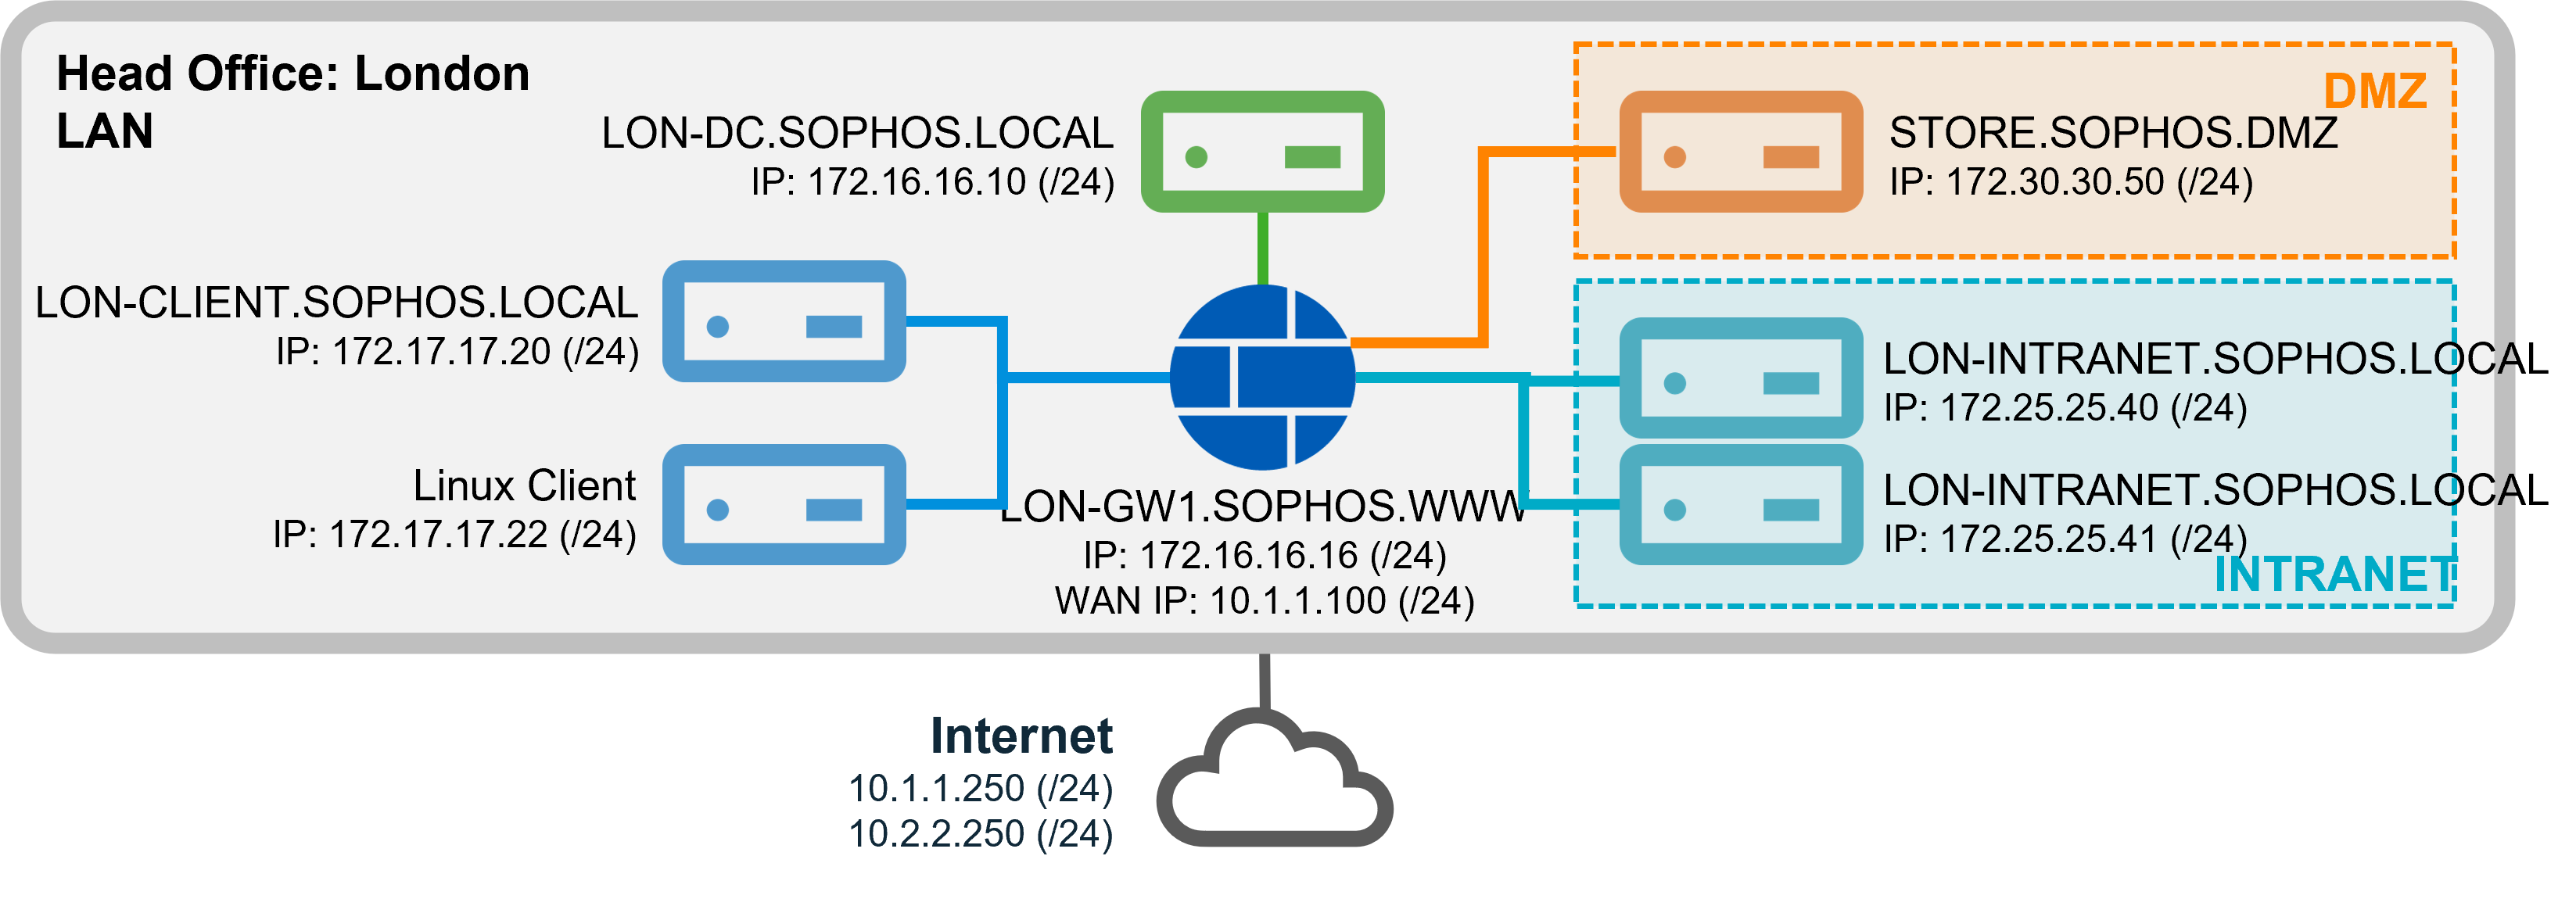 Head Office: London
LAN
LON-DC.SOPHOS.LOCAL
IP: 172.16.16.10 (/24)
DMZ
STORE.SOPHOS.DMZ
IP: 172.30.30.50 (/24)
LON-CLIENT.SOPHOS.LOCAL
IP: 172.17.17.20 (/24)
LON-INTRANET.SOPHOS.LOCAL
IP: 172.25.25.40 (/24)
Linux Client
IP: 172.17.17.22 (/24)
LON-GW1.SOPHOS.WWW
IP: 172.16.16.16 (/24)
WAN IP: 10.1.1.100 (/24)
LON-INTRANET.SOPHOS.LOCAL
IP: 172.25.25.41 (/24)
INTRANET
Internet
10.1.1.250 (/24)
10.2.2.250 (/24)